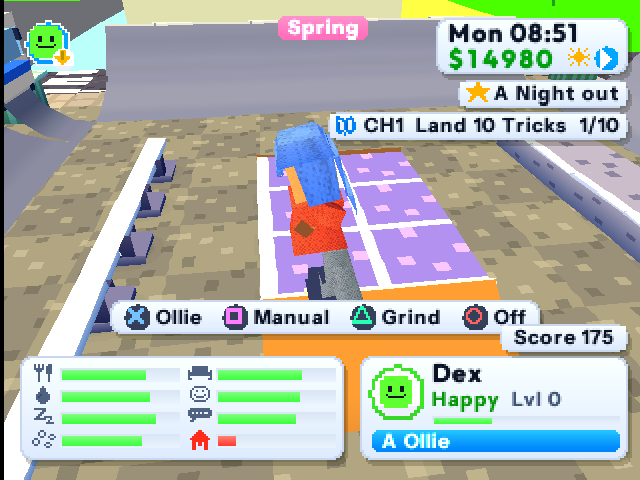 Spring
Mon 08:51
$14980
A Night out
CH1 Land 10 Tricks 1/10
Ollie Manual Grind Off
Score 175
Dex
Happy Lvl 0
A Ollie